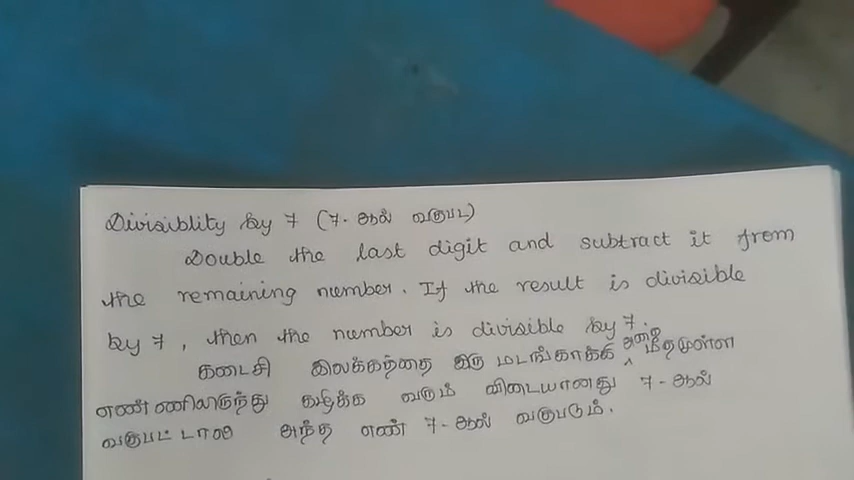 Divisiblity by 7 (7-ஆல் வகுபட)
Double the last digit and subtract it from
the remaining number. If the result is divisible
by 7, then the number is divisible by 7.
கடைசி இலக்கத்தை இரு மடங்காக்கி அதை மீதமுள்ள
எண்ணிலிருந்து கழிக்க வரும் விடையானது 7-ஆல்
வகுபட்டால் அந்த எண் 7-ஆல் வகுபடும்.